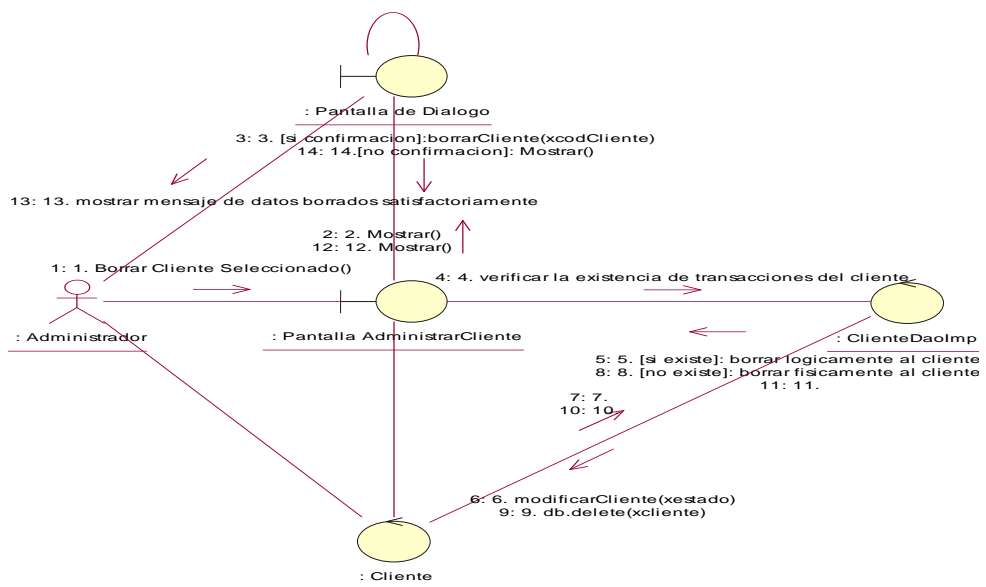 : Pantalla de Dialogo
3: 3. [si confirmacion]:borrarCliente(xcodCliente)
14: 14.[no confirmacion]: Mostrar()
13: 13. mostrar mensaje de datos borrados satisfactoriamente
2: 2. Mostrar()
12: 12. Mostrar()
1: 1. Borrar Cliente Seleccionado()
4: 4. verificar la existencia de transacciones del cliente
: Administrador
: Pantalla AdministrarCliente
: ClienteDaoImp
5: 5. [si existe]: borrar logicamente al cliente
8: 8. [no existe]: borrar fisicamente al cliente
11: 11.
7: 7.
10: 10.
6: 6. modificarCliente(xestado)
9: 9. db.delete(xcliente)
: Cliente